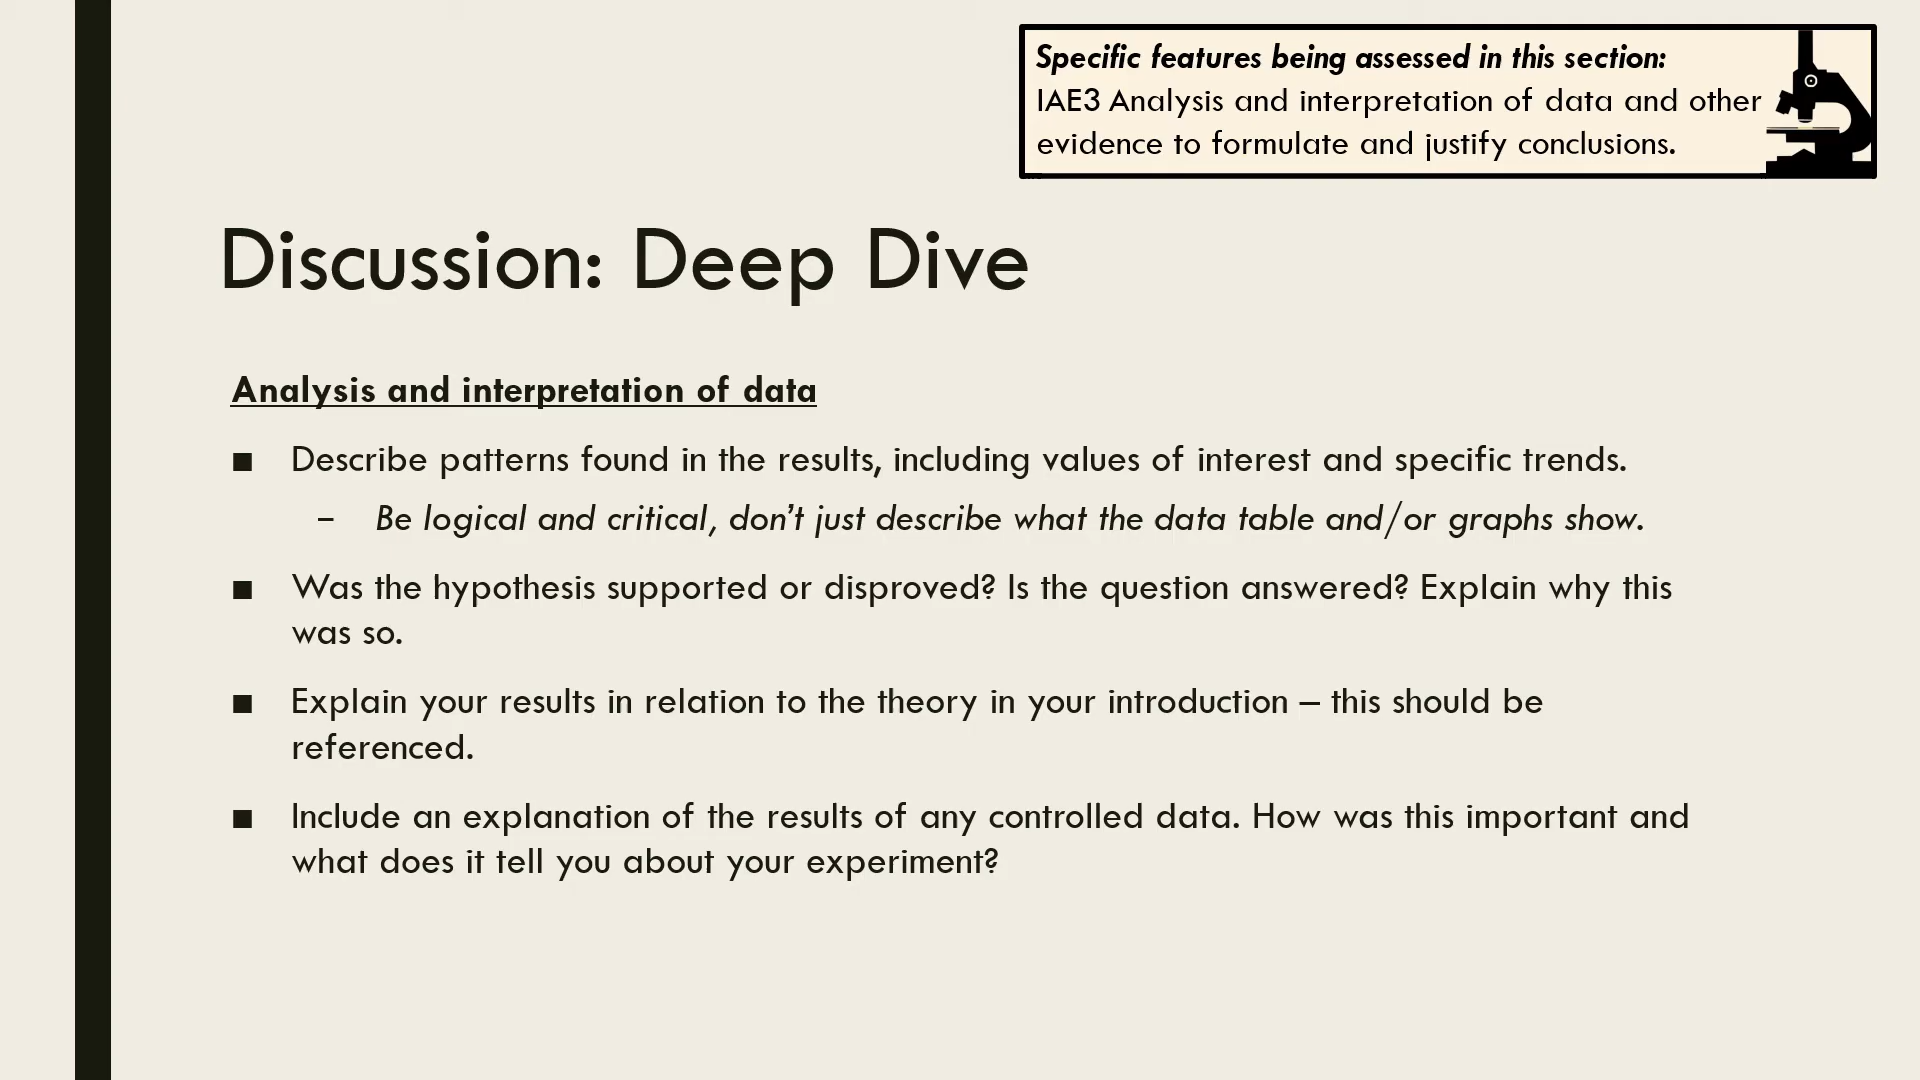 Specific features being assessed in this section:
IAE3 Analysis and interpretation of data and other
evidence to formulate and justify conclusions.
Discussion: Deep Dive
Analysis and interpretation of data
■ Describe patterns found in the results, including values of interest and specific trends.
– Be logical and critical, don’t just describe what the data table and/or graphs show.
■ Was the hypothesis supported or disproved? Is the question answered? Explain why this
was so.
■ Explain your results in relation to the theory in your introduction – this should be
referenced.
■ Include an explanation of the results of any controlled data. How was this important and
what does it tell you about your experiment?